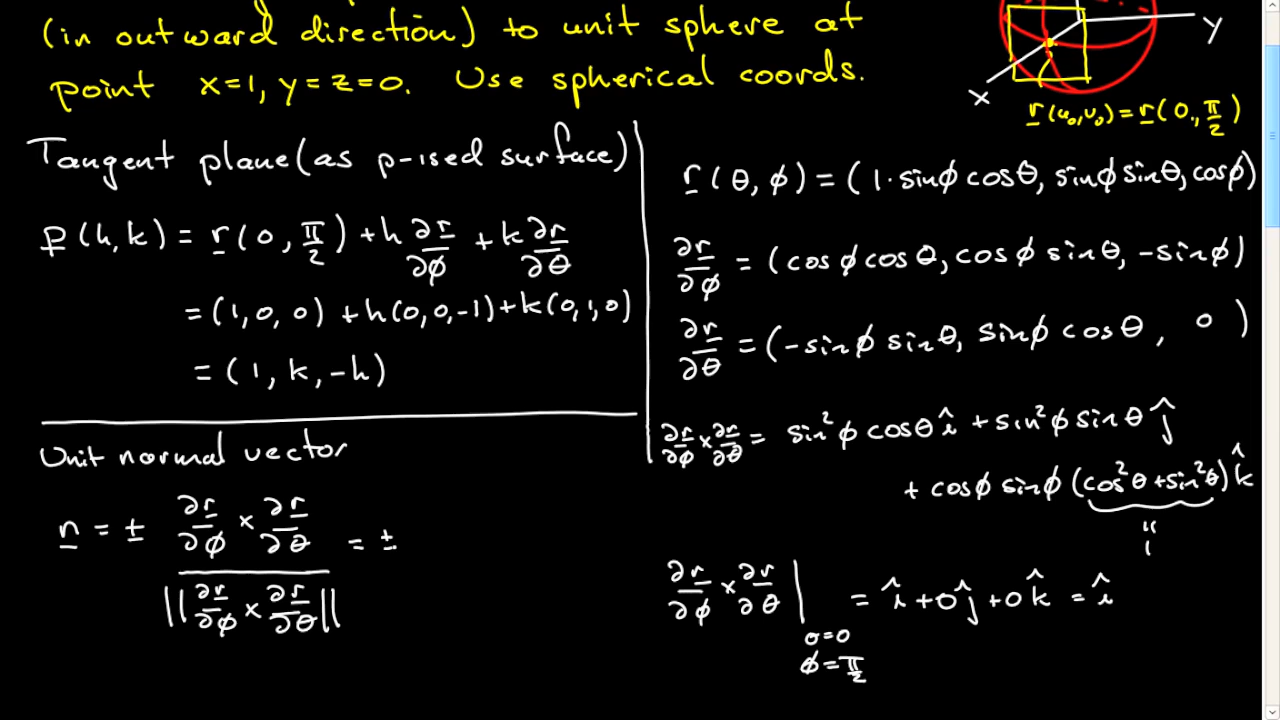 (in outward direction) to unit sphere at
point x=1, y=z=0. Use spherical coords.
y
x
r(u₀,v₀)=r(0,π/2)
Tangent plane(as p-ised surface)
p(h,k) = r(0, π/2) + h ∂r/∂ϕ + k ∂r/∂θ
= (1,0,0) + h(0,0,-1) + k(0,1,0)
= (1, k, -h)
Unit normal vector
n = ± ∂r/∂ϕ × ∂r/∂θ / ||∂r/∂ϕ × ∂r/∂θ|| = ±
r(θ, ϕ) = (1·sinϕ cosθ, sinϕ sinθ, cosϕ)
∂r/∂ϕ = (cosϕ cosθ, cosϕ sinθ, -sinϕ)
∂r/∂θ = (-sinϕ sinθ, sinϕ cosθ, 0)
∂r/∂ϕ × ∂r/∂θ = sin²ϕ cosθ î + sin²ϕ sinθ ĵ
+ cosϕ sinϕ (cos²θ + sin²θ) k̂
"
1
∂r/∂ϕ × ∂r/∂θ | = î + 0ĵ + 0k̂ = î
θ=0
ϕ=π/2